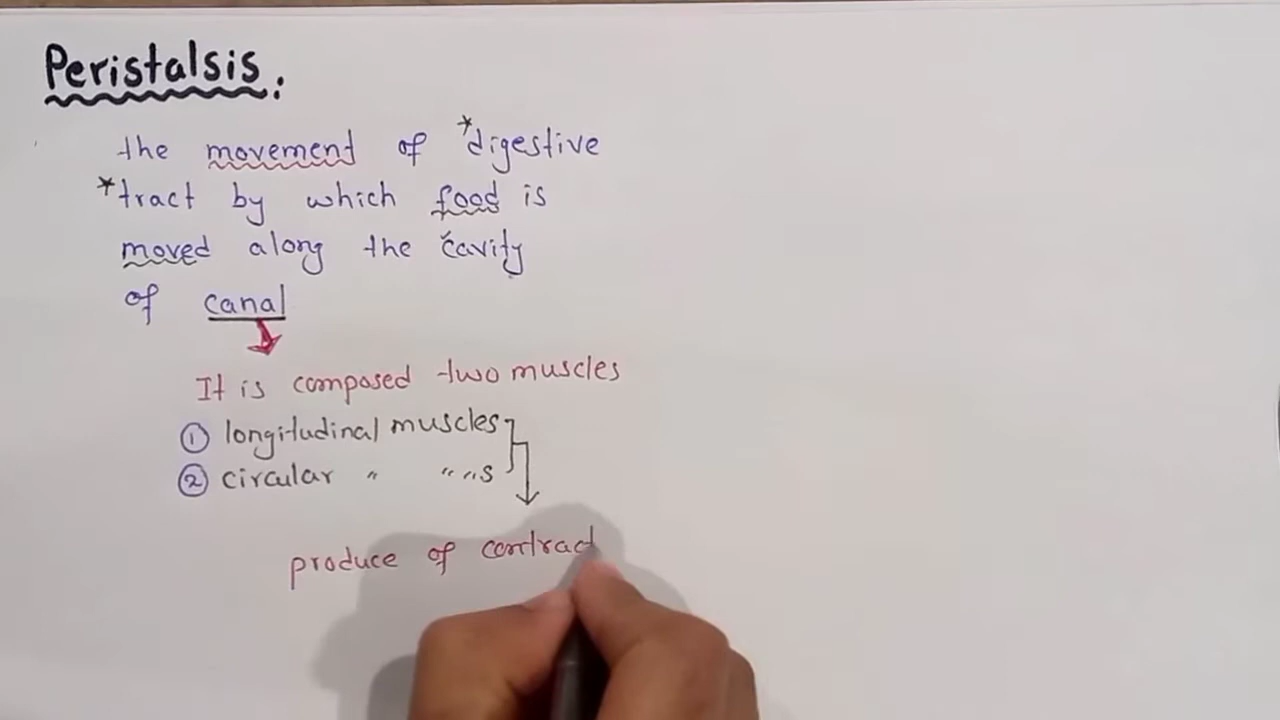 Peristalsis:
the movement of *digestive
*tract by which food is
moved along the cavity
of canal
It is composed two muscles
① longitudinal muscles
② circular " " "s
produce of contract